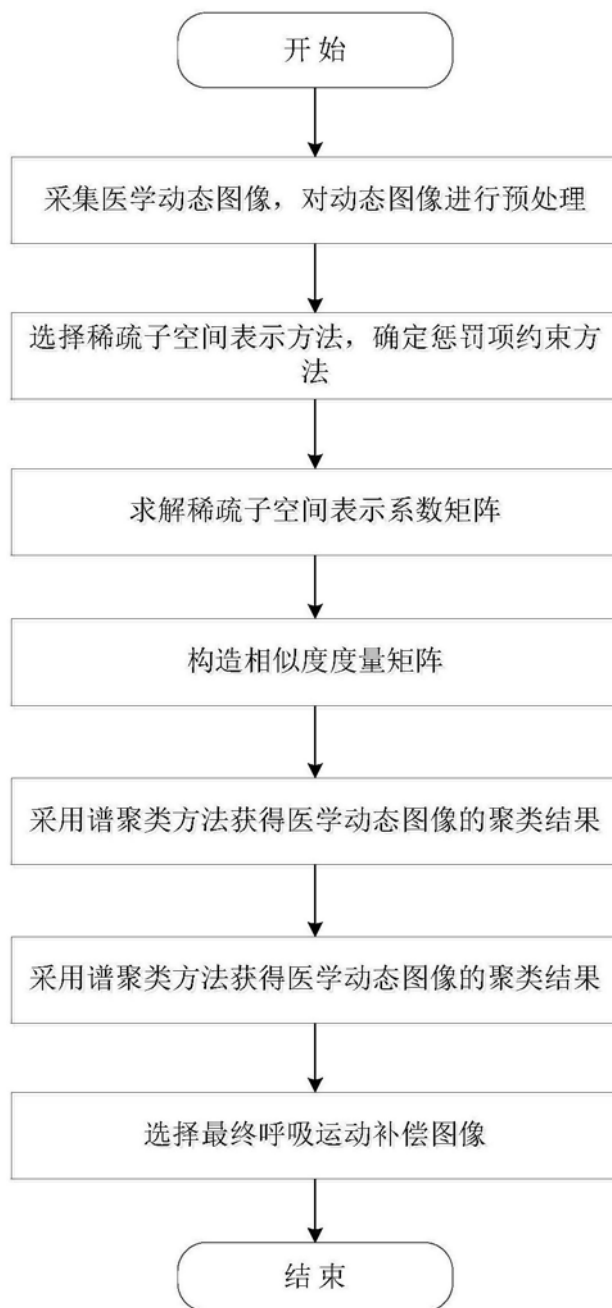 开 始
采集医学动态图像，对动态图像进行预处理
选择稀疏子空间表示方法，确定惩罚项约束方
法
求解稀疏子空间表示系数矩阵
构造相似度度量矩阵
采用谱聚类方法获得医学动态图像的聚类结果
采用谱聚类方法获得医学动态图像的聚类结果
选择最终呼吸运动补偿图像
结 束